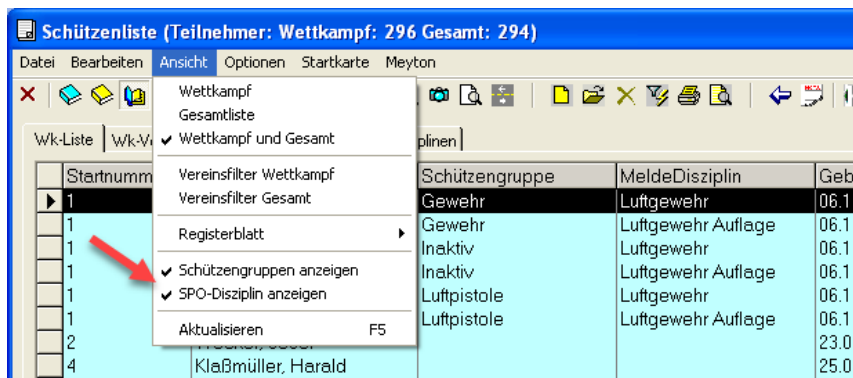 Schützenliste (Teilnehmer: Wettkampf: 296 Gesamt: 294)
Datei Bearbeiten Ansicht Optionen Startkarte Meyton
Wettkampf
Gesamtliste
Wettkampf und Gesamt
Vereinsfilter Wettkampf
Vereinsfilter Gesamt
Registerblatt
Schützengruppen anzeigen
SPO-Disziplin anzeigen
Aktualisieren F5
Wk-Liste Wk-V plinen
Startnumm Schützengruppe MeldeDisziplin Geb
1 Gewehr Luftgewehr 06.1
1 Gewehr Luftgewehr Auflage 06.1
1 Inaktiv Luftgewehr 06.1
1 Inaktiv Luftgewehr Auflage 06.1
1 Luftpistole Luftgewehr 06.1
1 Luftpistole Luftgewehr Auflage 06.1
2 23.0
4 Klaßmüller, Harald 25.0